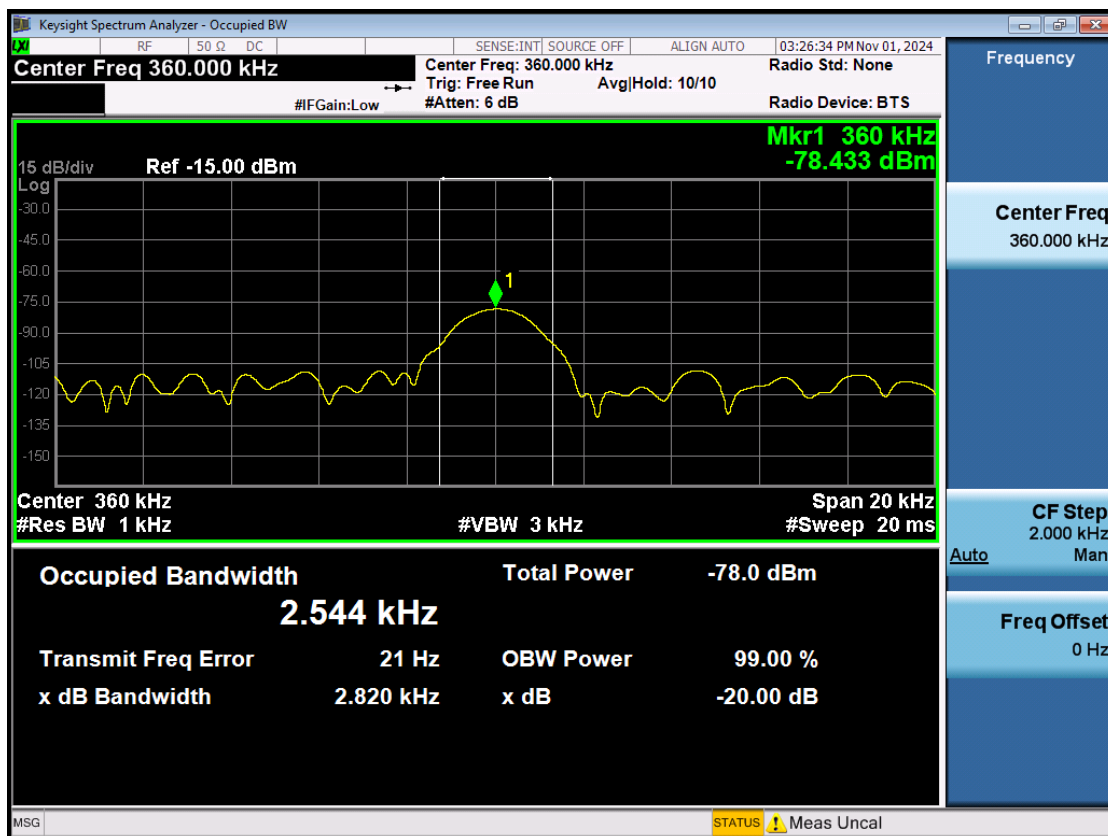 Keysight Spectrum Analyzer - Occupied BW
LXI RF 50 Ω DC SENSE:INT SOURCE OFF ALIGN AUTO 03:26:34 PM Nov 01, 2024
Center Freq 360.000 kHz
Center Freq: 360.000 kHz
Radio Std: None
Trig: Free Run
Avg|Hold: 10/10
#IFGain:Low
#Atten: 6 dB
Radio Device: BTS
Mkr1 360 kHz
-78.433 dBm
15 dB/div
Ref -15.00 dBm
Log
-30.0
-45.0
-60.0
1
-75.0
-90.0
-105
-120
-135
-150
Center 360 kHz
Span 20 kHz
#Res BW 1 kHz
#VBW 3 kHz
#Sweep 20 ms
Occupied Bandwidth
2.544 kHz
Total Power -78.0 dBm
Transmit Freq Error 21 Hz
OBW Power 99.00 %
x dB Bandwidth 2.820 kHz
x dB -20.00 dB
Frequency
Center Freq
360.000 kHz
CF Step
2.000 kHz
Auto Man
Freq Offset
0 Hz
MSG
STATUS
! Meas Uncal